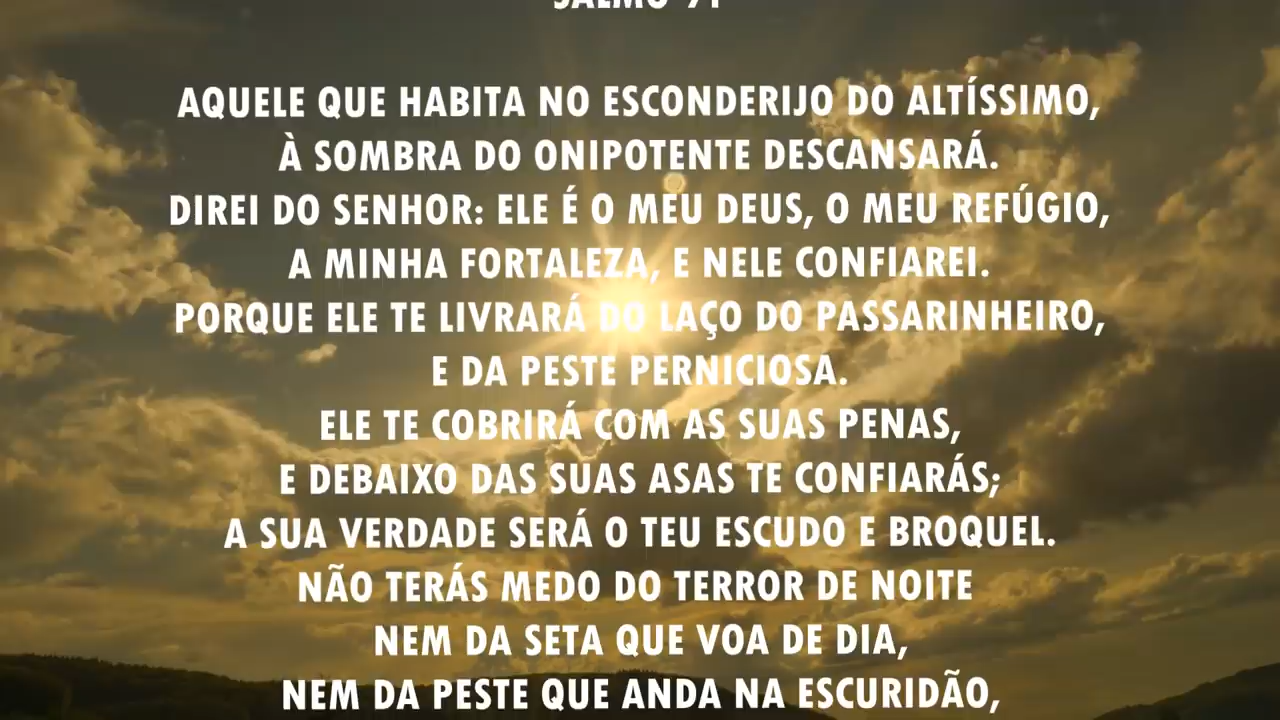 SALMO 91
AQUELE QUE HABITA NO ESCONDERIJO DO ALTÍSSIMO,
À SOMBRA DO ONIPOTENTE DESCANSARÁ.
DIREI DO SENHOR: ELE É O MEU DEUS, O MEU REFÚGIO,
A MINHA FORTALEZA, E NELE CONFIAREI.
PORQUE ELE TE LIVRARÁ DO LAÇO DO PASSARINHEIRO,
E DA PESTE PERNICIOSA.
ELE TE COBRIRÁ COM AS SUAS PENAS,
E DEBAIXO DAS SUAS ASAS TE CONFIARÁS;
A SUA VERDADE SERÁ O TEU ESCUDO E BROQUEL.
NÃO TERÁS MEDO DO TERROR DE NOITE
NEM DA SETA QUE VOA DE DIA,
NEM DA PESTE QUE ANDA NA ESCURIDÃO,